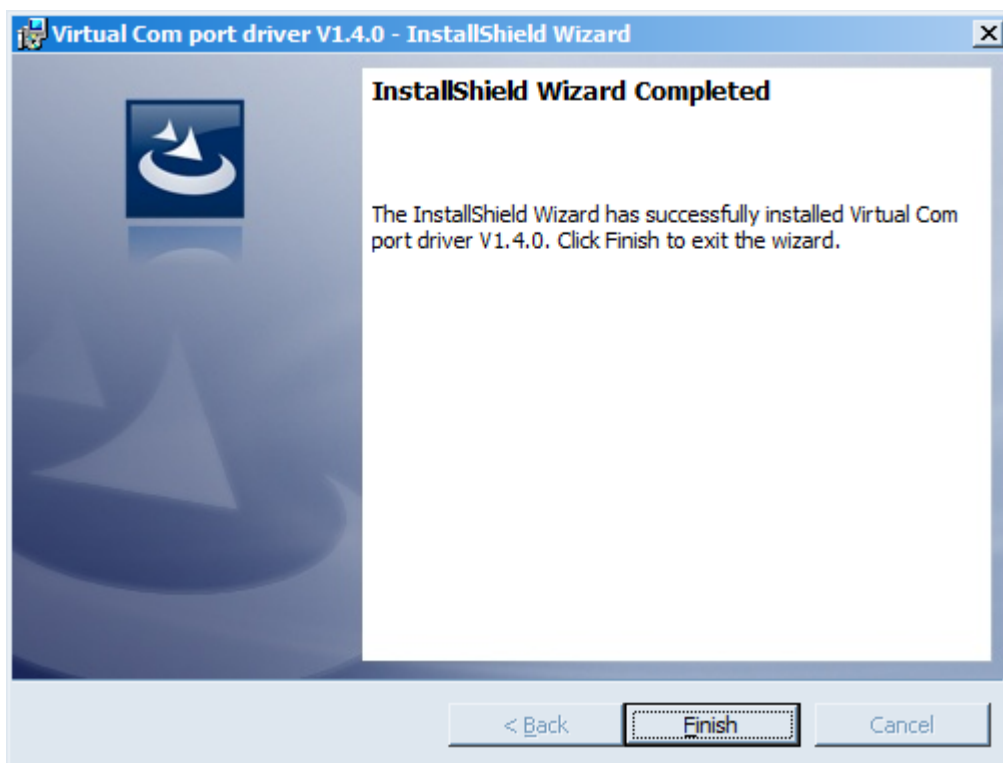 Virtual Com port driver V1.4.0 - InstallShield Wizard
InstallShield Wizard Completed
The InstallShield Wizard has successfully installed Virtual Com
port driver V1.4.0. Click Finish to exit the wizard.
< Back
Finish
Cancel